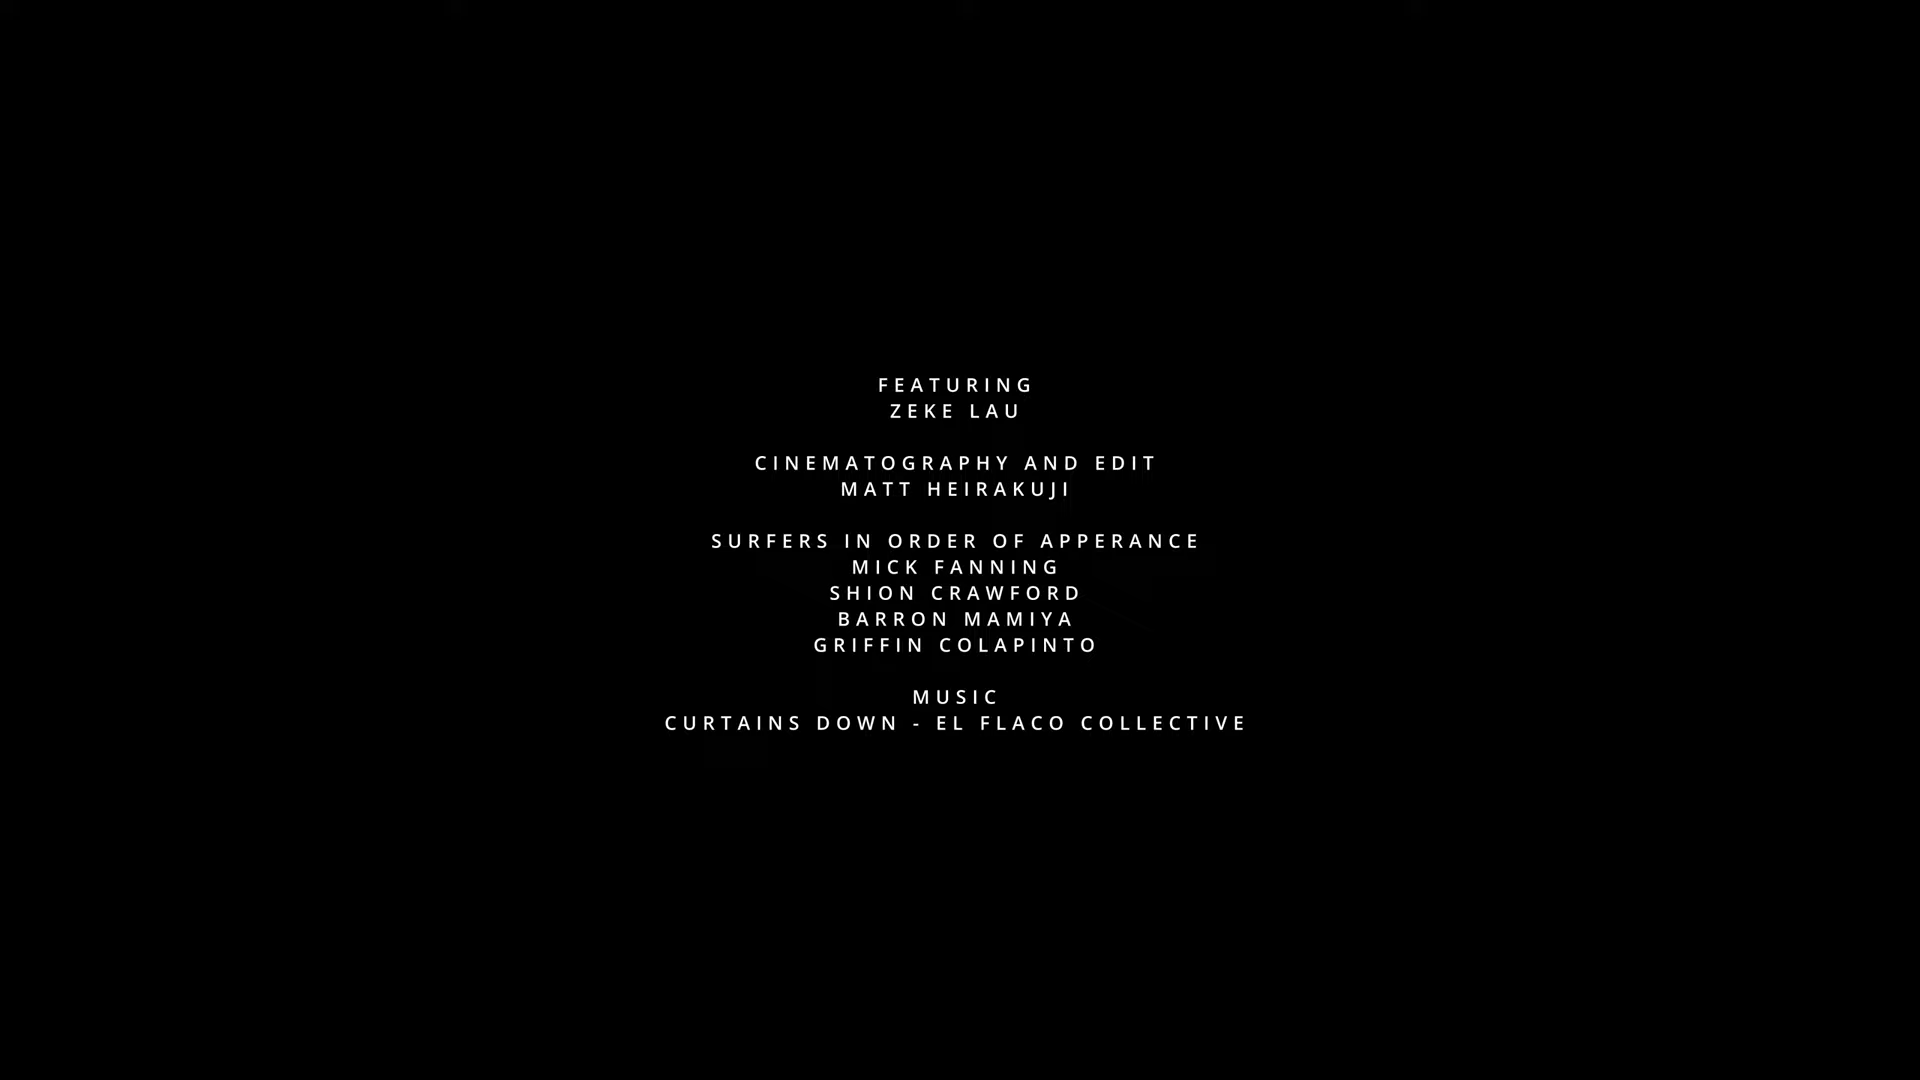 FEATURING
ZEKE LAU
CINEMATOGRAPHY AND EDIT
MATT HEIRAKUJI
SURFERS IN ORDER OF APPERANCE
MICK FANNING
SHION CRAWFORD
BARRON MAMIYA
GRIFFIN COLAPINTO
MUSIC
CURTAINS DOWN - EL FLACO COLLECTIVE